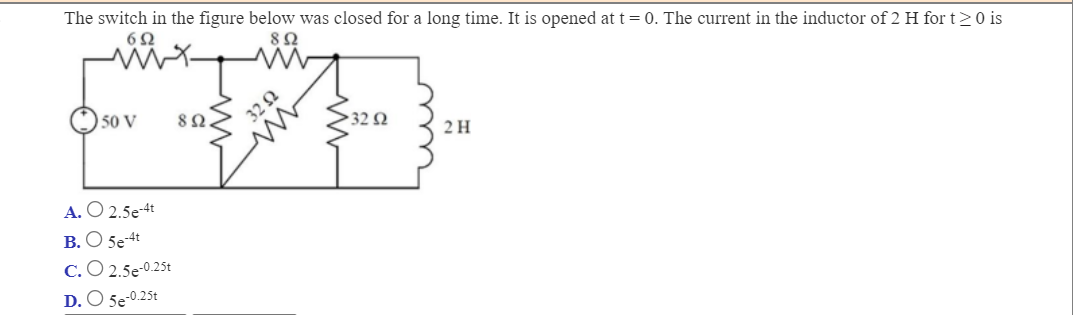 The switch in the figure below was closed for a long time. It is opened at t = 0. The current in the inductor of 2 H for t ≥ 0 is
6 Ω
8 Ω
50 V
8 Ω
32 Ω
32 Ω
2 H
A. 2.5e-4t
B. 5e-4t
C. 2.5e-0.25t
D. 5e-0.25t